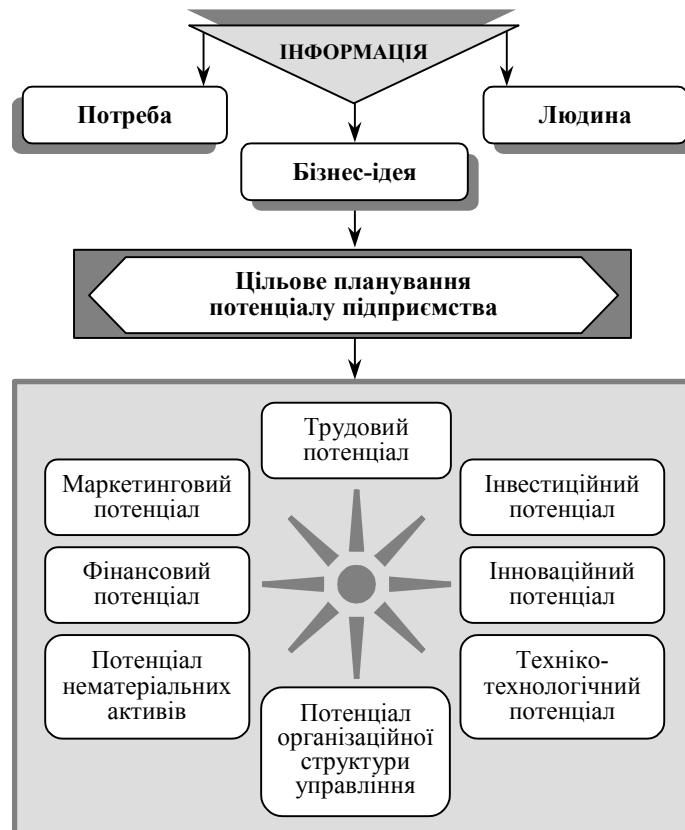 ІНФОРМАЦІЯ
Потреба
Людина
Бізнес-ідея
Цільове планування
потенціалу підприємства
Трудовий
потенціал
Маркетинговий
потенціал
Інвестиційний
потенціал
Фінансовий
потенціал
Інноваційний
потенціал
Потенціал
нематеріальних
активів
Техніко-
технологічний
потенціал
Потенціал
організаційної
структури
управління